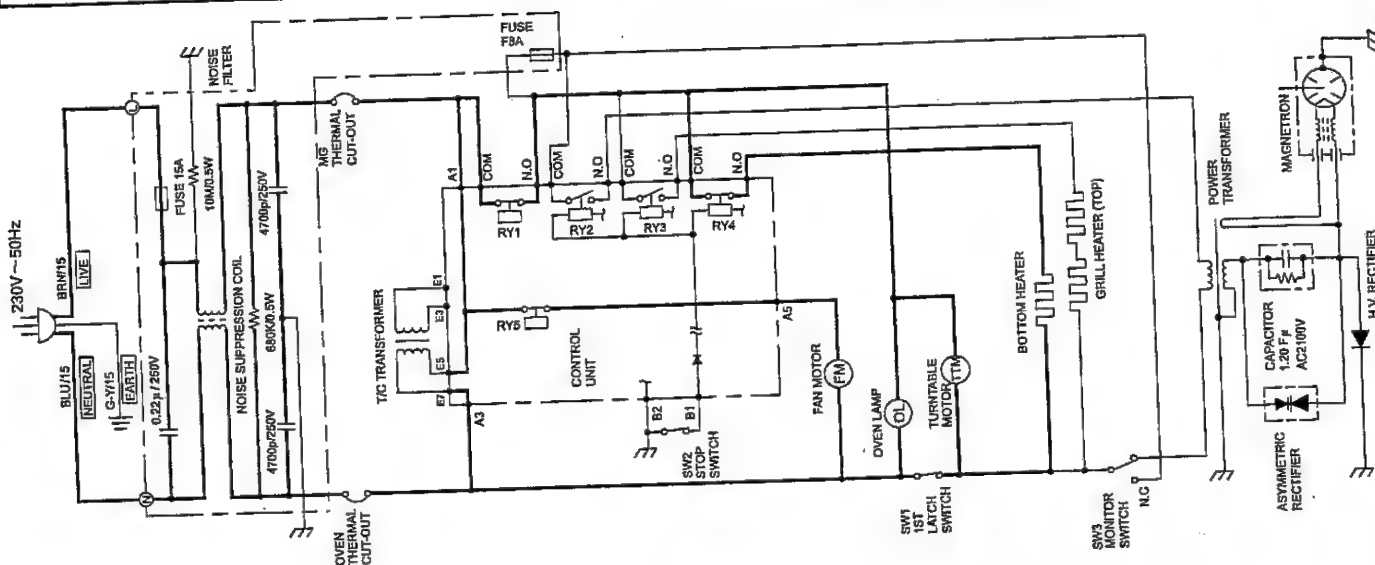 230V~50Hz
BLU/15
BRN/15
NEUTRAL
LIVE
G-Y/15
EARTH
N
L
0.22μ / 250V
FUSE 15A
NOISE
FILTER
10M/0.5W
NOISE SUPPRESSION COIL
4700p/250V
680K/0.5W
4700p/250V
OVEN
THERMAL
CUT-OUT
MG
THERMAL
CUT-OUT
FUSE
F8A
A1
COM
N.O
COM
N.O
COM
N.O
COM
N.O
RY1
RY2
RY3
RY4
T/C TRANSFORMER
E1
E3
E5
E7
A3
RY5
CONTROL
UNIT
A5
B2
B1
SW2
STOP
SWITCH
FAN MOTOR
FM
OVEN LAMP
OL
TURNTABLE
MOTOR
TTM
SW1
1ST
LATCH
SWITCH
BOTTOM HEATER
GRILL HEATER (TOP)
SW3
MONITOR
SWITCH
N.C
POWER
TRANSFORMER
MAGNETRON
CAPACITOR
1.20 Fμ
AC2100V
ASYMMETRIC
RECTIFIER
H.V. RECTIFIER